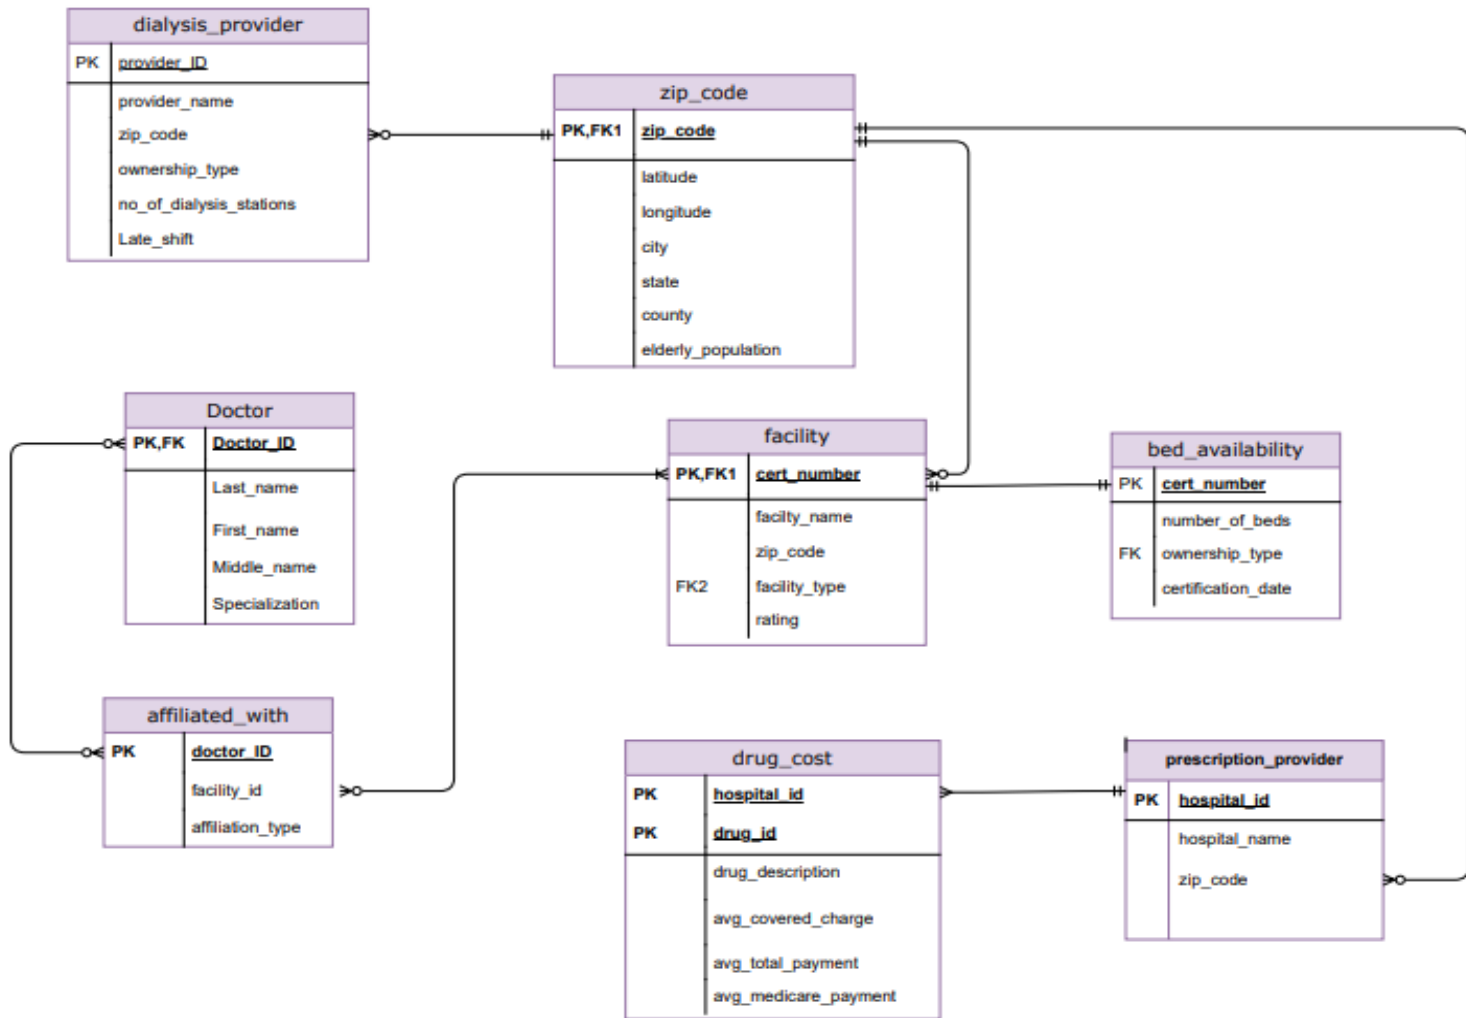 dialysis_provider
PK provider_ID
provider_name
zip_code
ownership_type
no_of_dialysis_stations
Late_shift
zip_code
PK,FK1 zip_code
latitude
longitude
city
state
county
elderly_population
Doctor
PK,FK Doctor_ID
Last_name
First_name
Middle_name
Specialization
facility
PK,FK1 cert_number
facilty_name
zip_code
FK2 facility_type
rating
bed_availability
PK cert_number
number_of_beds
FK ownership_type
certification_date
affiliated_with
PK doctor_ID
facility_id
affiliation_type
drug_cost
PK hospital_id
PK drug_id
drug_description
avg_covered_charge
avg_total_payment
avg_medicare_payment
prescription_provider
PK hospital_id
hospital_name
zip_code